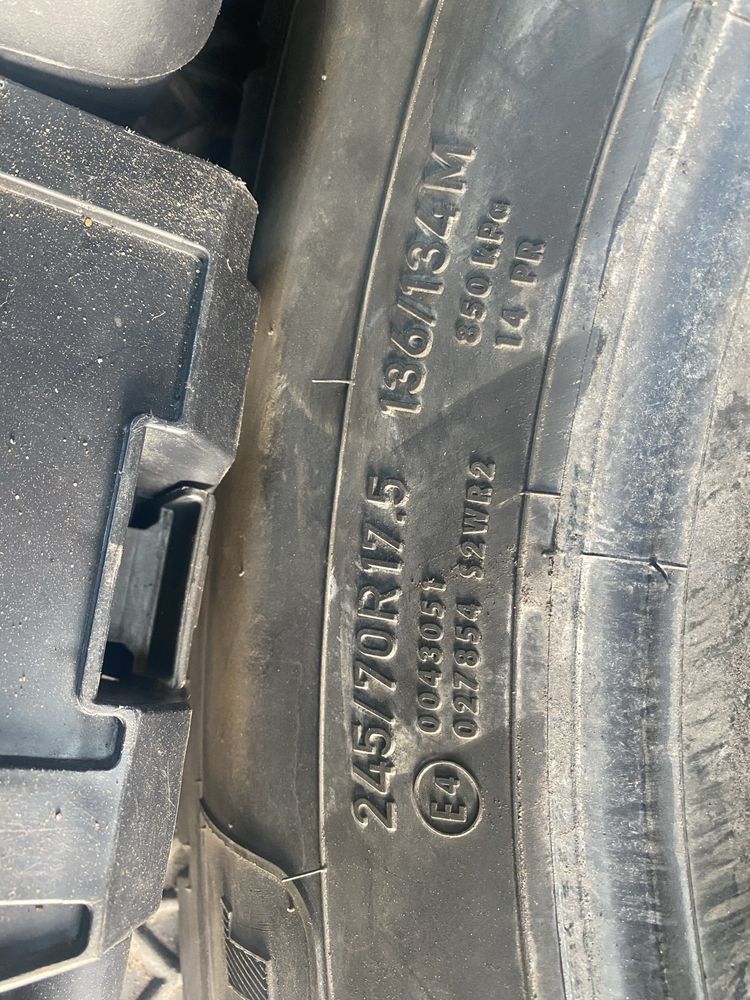 245/70R17.5 136/134M
850 kPa
14 PR
E4
0043051
027854 S2WR2